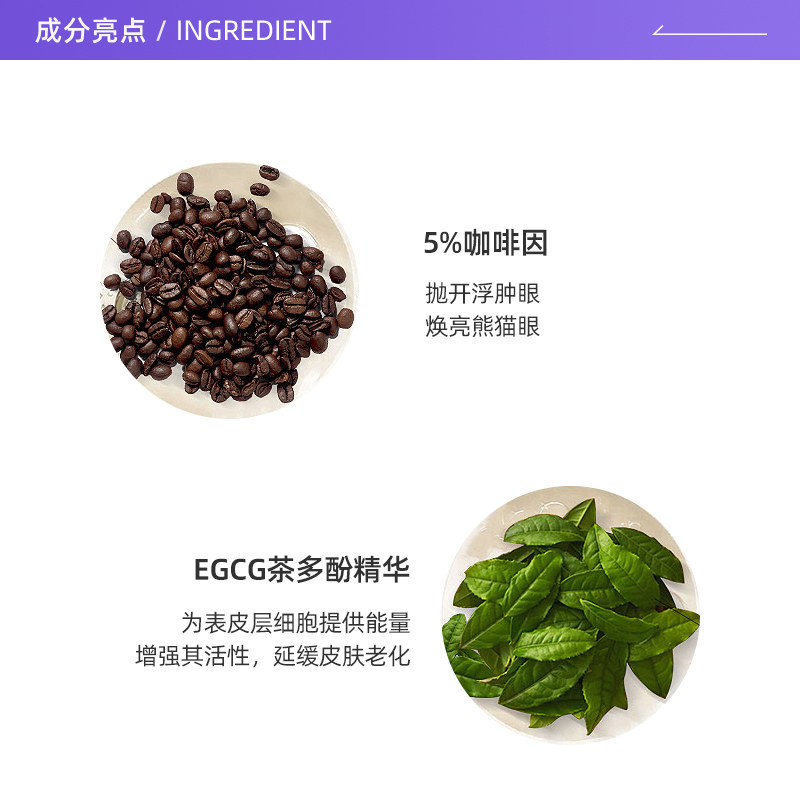 成分亮点 / INGREDIENT
5%咖啡因
抛开浮肿眼
焕亮熊猫眼
EGCG茶多酚精华
为表皮层细胞提供能量
增强其活性，延缓皮肤老化